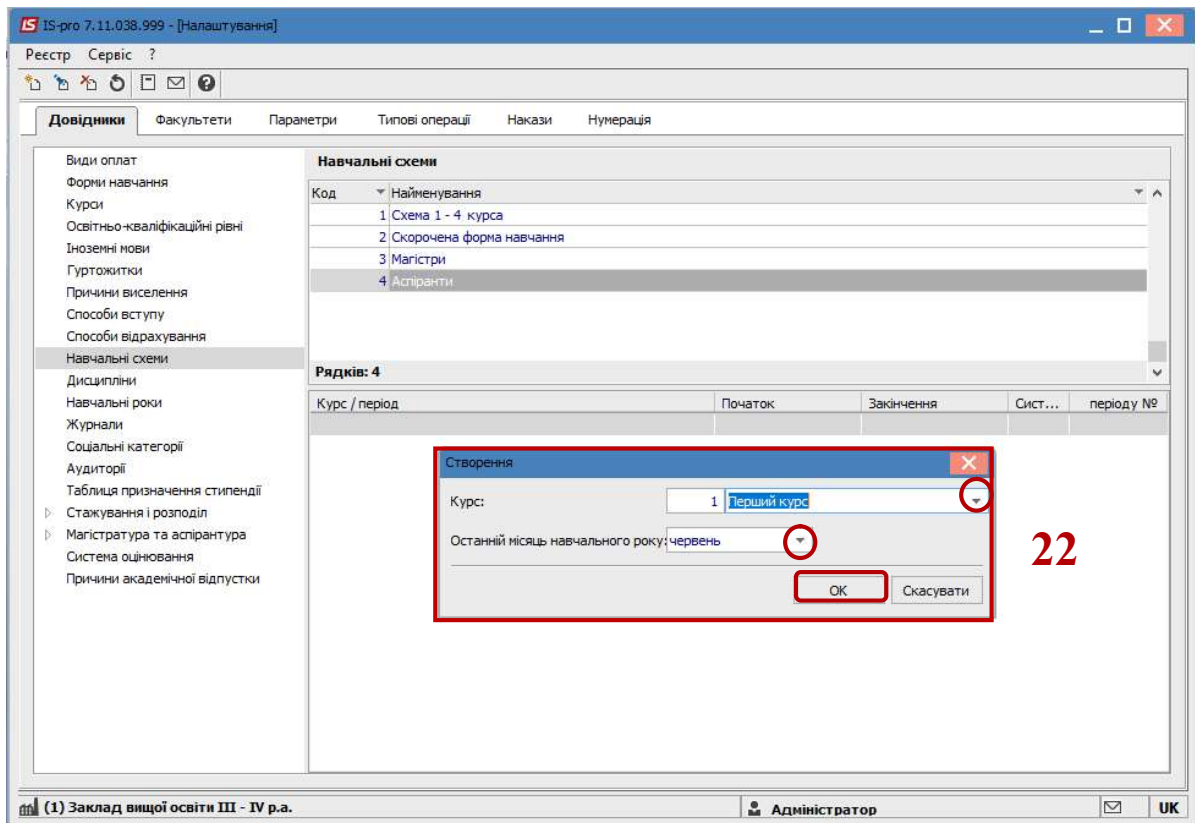 IS-pro 7.11.038.999 - [Налаштування]
Реєстр Сервіс ?
Довідники Факультети Параметри Типові операції Накази Нумерація
Види оплат
Форми навчання
Курси
Освітньо-кваліфікаційні рівні
Іноземні мови
Гуртожитки
Причини виселення
Способи вступу
Способи відрахування
Навчальні схеми
Дисципліни
Навчальні роки
Журнали
Соціальні категорії
Аудиторії
Таблиця призначення стипендії
Стажування і розподіл
Магістратура та аспірантура
Система оцінювання
Причини академічної відпустки
Навчальні схеми
Код Найменування
1 Схема 1 - 4 курса
2 Скорочена форма навчання
3 Магістри
4 Аспіранти
Рядків: 4
Курс / період Початок Закінчення Сист... періоду №
Створення
Курс: 1 Перший курс
Останній місяць навчального року: червень
OK Скасувати
22
(1) Заклад вищої освіти III - IV р.а. Адміністратор UK